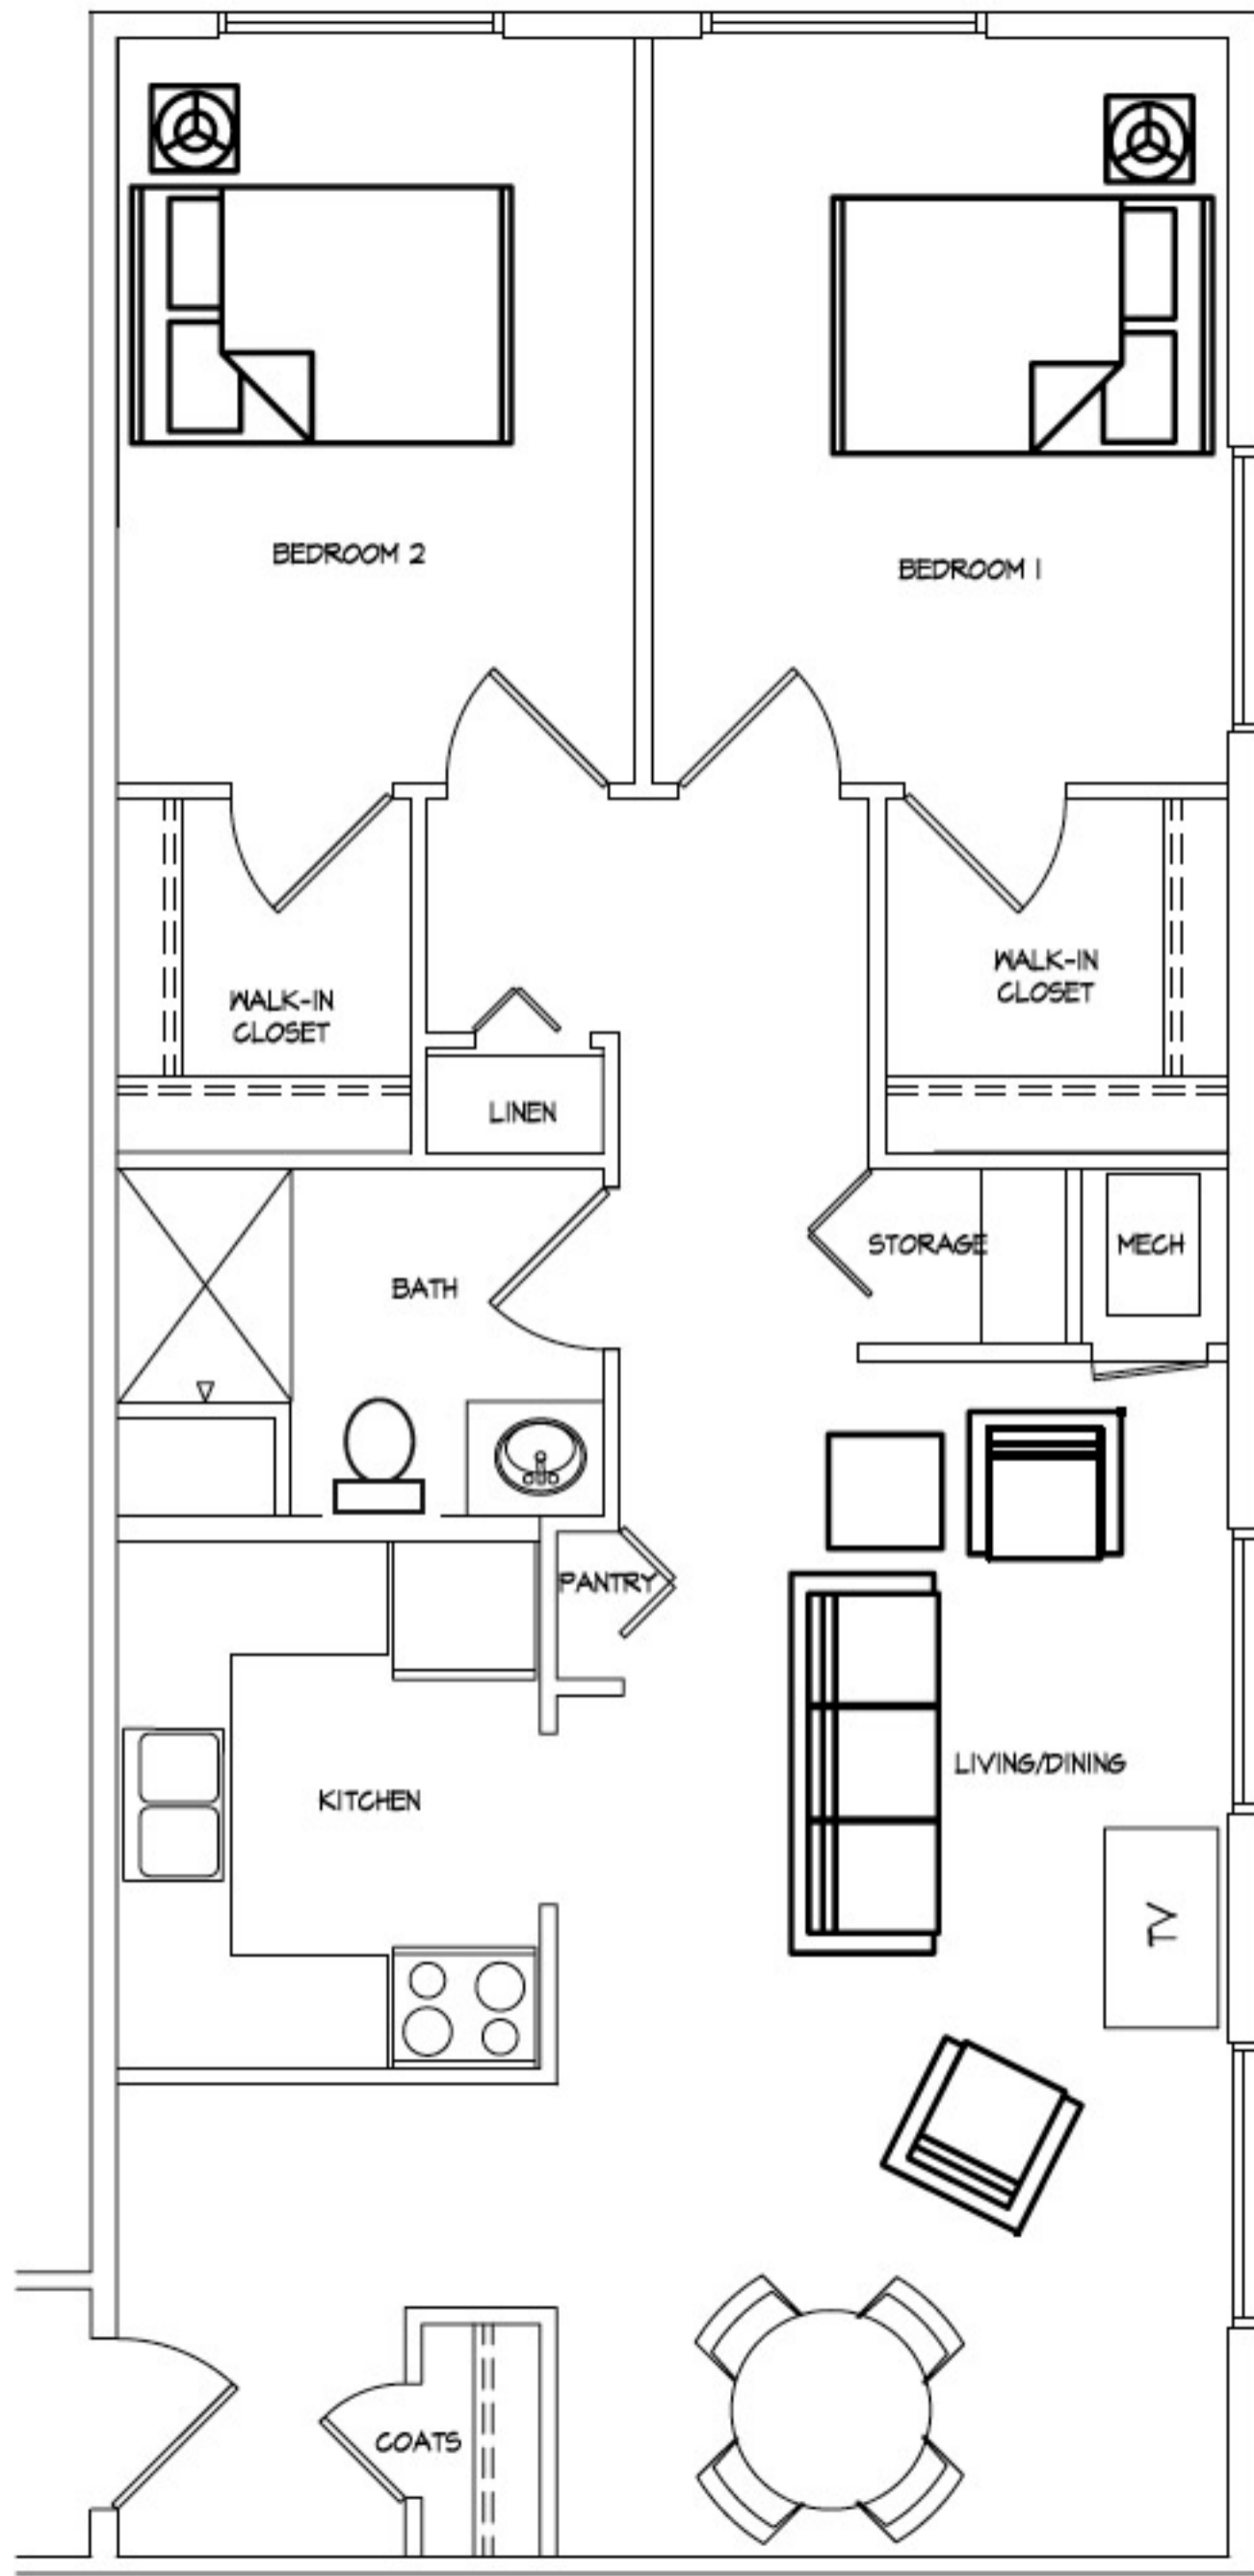 BEDROOM 2
BEDROOM 1
WALK-IN
CLOSET
WALK-IN
CLOSET
LINEN
BATH
STORAGE
MECH
PANTRY
LIVING/DINING
KITCHEN
TV
COATS